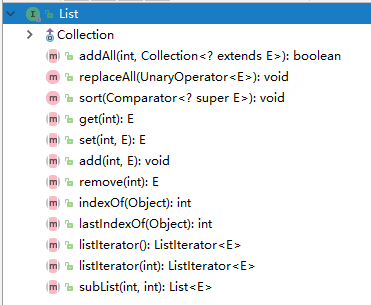 List
Collection
addAll(int, Collection<? extends E>): boolean
replaceAll(UnaryOperator<E>): void
sort(Comparator<? super E>): void
get(int): E
set(int, E): E
add(int, E): void
remove(int): E
indexOf(Object): int
lastIndexOf(Object): int
listIterator(): ListIterator<E>
listIterator(int): ListIterator<E>
subList(int, int): List<E>